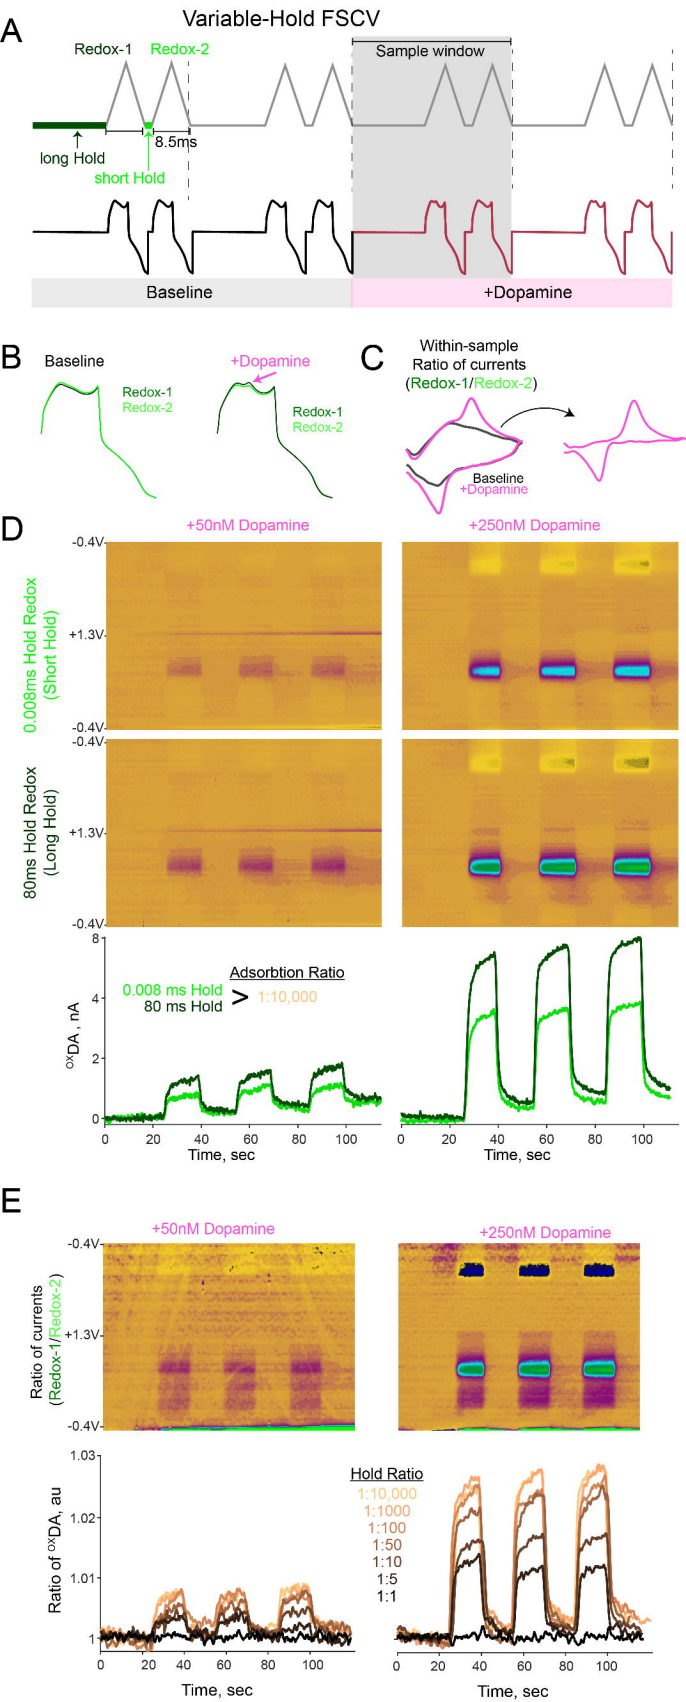 Variable-Hold FSCV
A
Redox-1
Redox-2
Sample window
8.5ms
long Hold
short Hold
Baseline
+Dopamine
B
Baseline
+Dopamine
Redox-1
Redox-2
Redox-1
Redox-2
C
Within-sample
Ratio of currents
(Redox-1/Redox-2)
Baseline
+Dopamine
D
+50nM Dopamine
+250nM Dopamine
0.008ms Hold Redox
(Short Hold)
-0.4V
+1.3V
-0.4V
80ms Hold Redox
(Long Hold)
-0.4V
+1.3V
-0.4V
oxDA , nA
8
4
2
0
Adsorbtion Ratio
0.008 ms Hold
80 ms Hold
> 1:10,000
0 20 40 60 80 100
Time, sec
0 20 40 60 80 100
Time, sec
E
+50nM Dopamine
+250nM Dopamine
Ratio of currents
(Redox-1/Redox-2)
-0.4V
+1.3V
-0.4V
Ratio of oxDA, au
1.03
1.02
1.01
1
Hold Ratio
1:10,000
1:1000
1:100
1:50
1:10
1:5
1:1
0 20 40 60 80 100
Time, sec
0 20 40 60 80 100
Time, sec